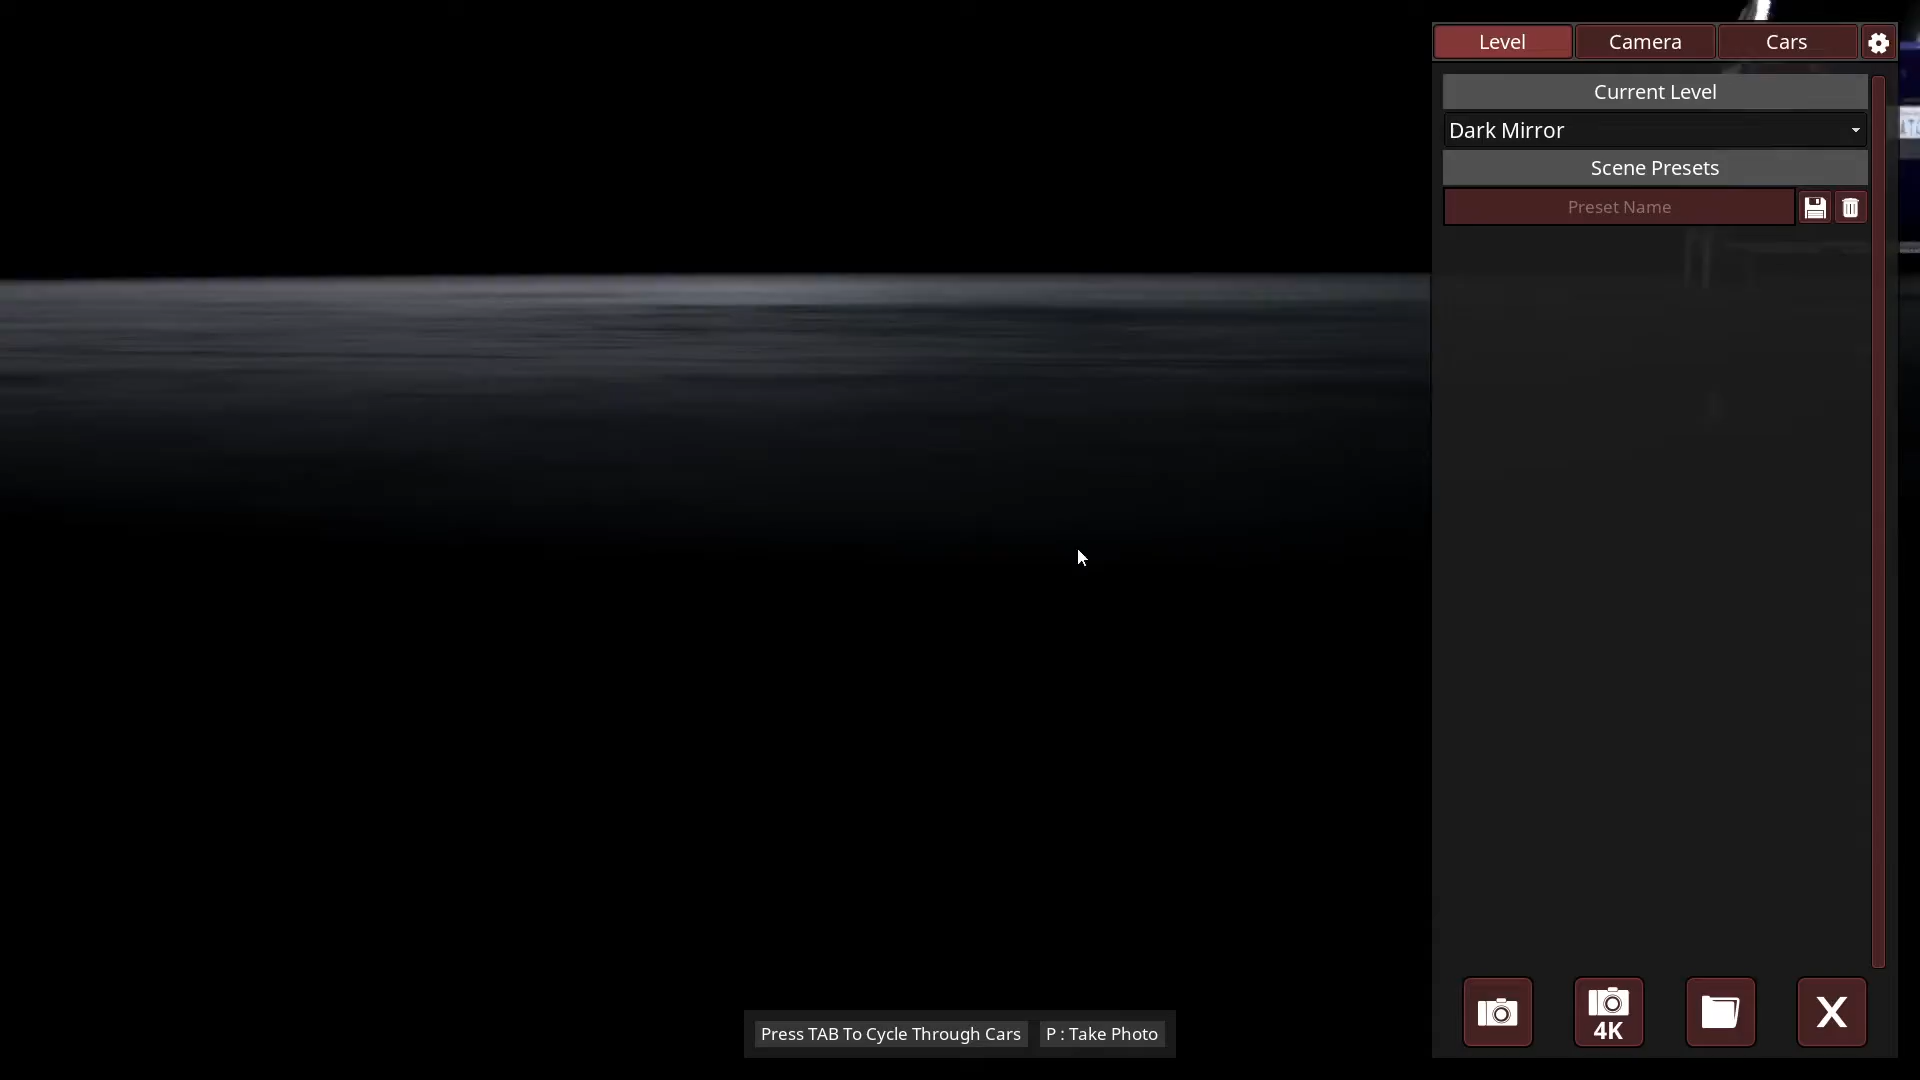 Level
Camera
Cars
Current Level
Dark Mirror
Scene Presets
Preset Name
4K
X
Press TAB To Cycle Through Cars
P : Take Photo